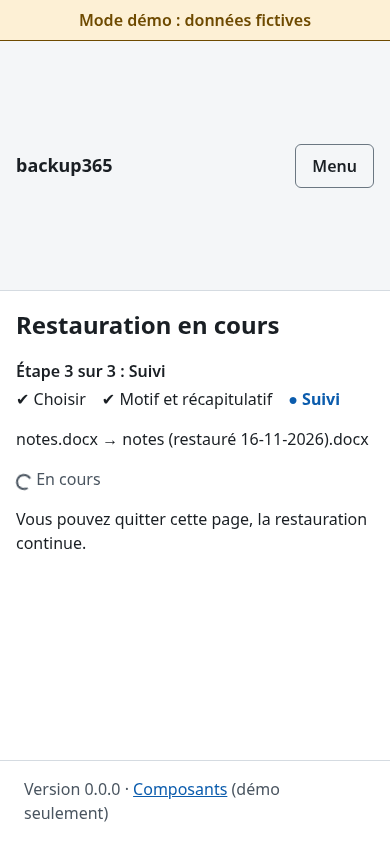 Mode démo : données fictives
backup365
Menu
Restauration en cours
Étape 3 sur 3 : Suivi
✔ Choisir ✔ Motif et récapitulatif ● Suivi
notes.docx → notes (restauré 16-11-2026).docx
En cours
Vous pouvez quitter cette page, la restauration
continue.
Version 0.0.0 · Composants (démo
seulement)